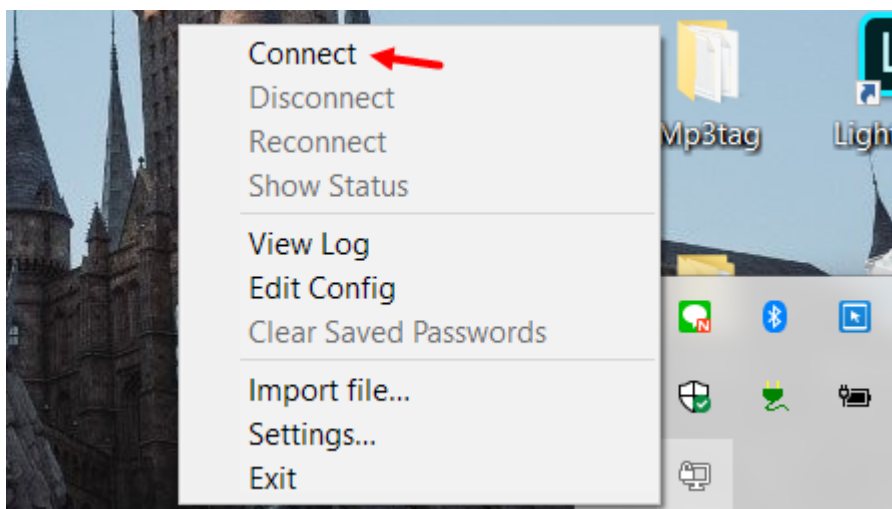 Connect
Disconnect
Reconnect
Show Status
View Log
Edit Config
Clear Saved Passwords
Import file...
Settings...
Exit
Mp3tag
Ligh
L
N